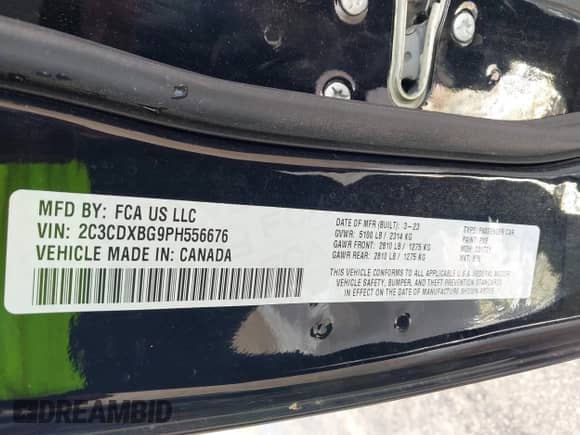 MFD BY: FCA US LLC
VIN: 2C3CDXBG9PH556676
VEHICLE MADE IN: CANADA
DATE OF MFR (BUILT): 3-23
GVWR: 5100 LB / 2314 KG
GAWR FRONT: 2810 LB / 1275 KG
GAWR REAR: 2810 LB / 1275 KG
TYPE: PASSENGER CAR
PAINT:
MDH:
THIS VEHICLE CONFORMS TO ALL APPLICABLE U.S.A. FEDERAL MOTOR
VEHICLE SAFETY, BUMPER, AND THEFT PREVENTION STANDARDS
IN EFFECT ON THE DATE OF MANUFACTURE SHOWN ABOVE.
DREAMBID